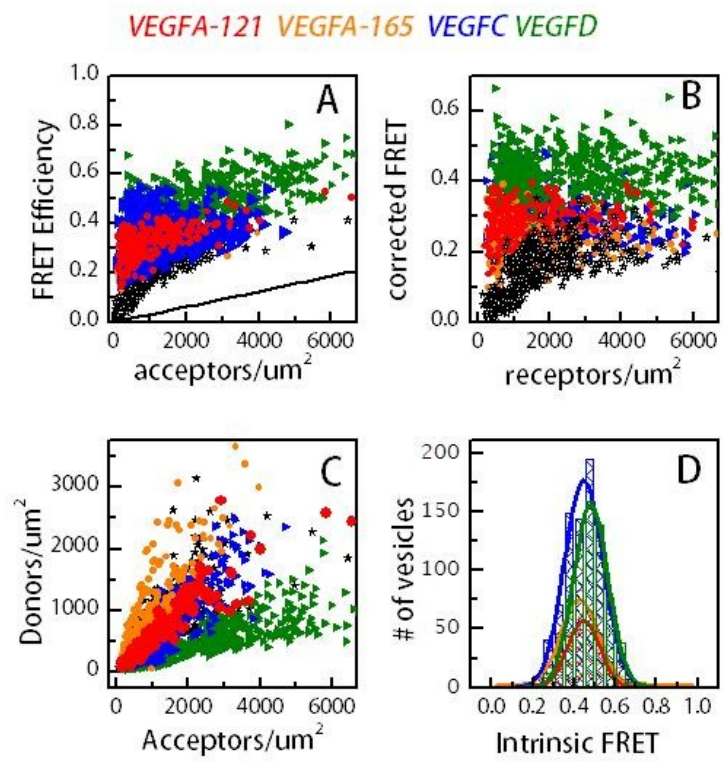 VEGFA-121 VEGFA-165 VEGFC VEGFD
A
FRET Efficiency
1.0
0.8
0.6
0.4
0.2
0.0
0 2000 4000 6000
acceptors/um²
B
corrected FRET
0.6
0.4
0.2
0.0
0 2000 4000 6000
receptors/um²
C
Donors/um²
3000
2000
1000
0
0 2000 4000 6000
Acceptors/um²
D
# of vesicles
200
150
100
50
0
0.0 0.2 0.4 0.6 0.8 1.0
Intrinsic FRET